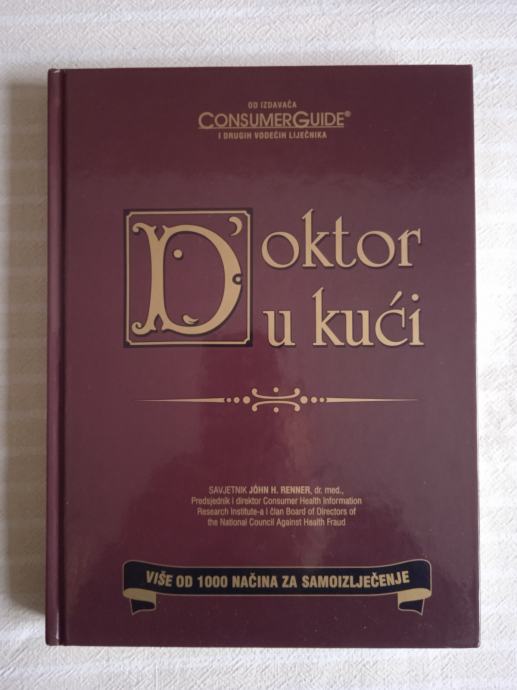 OD IZDAVAČA
CONSUMERGUIDE®
I DRUGIH VODEĆIH LIJEČNIKA
Doktor
u kući
SAVJETNIK JOHN H. RENNER, dr. med.,
Predsjednik i direktor Consumer Health Information
Research Institute-a i član Board of Directors of
the National Council Against Health Fraud
VIŠE OD 1000 NAČINA ZA SAMOIZLJEČENJE